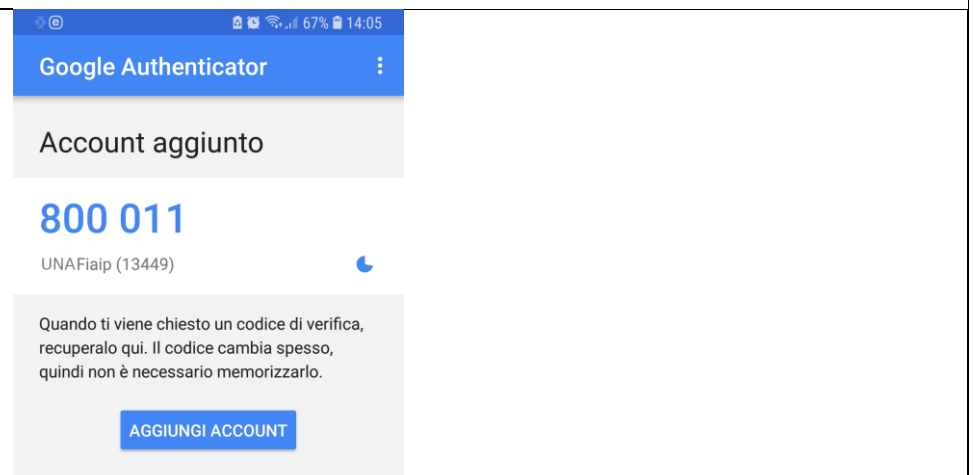 67% 14:05
Google Authenticator
Account aggiunto
800 011
UNAFiaip (13449)
Quando ti viene chiesto un codice di verifica,
recuperalo qui. Il codice cambia spesso,
quindi non è necessario memorizzarlo.
AGGIUNGI ACCOUNT